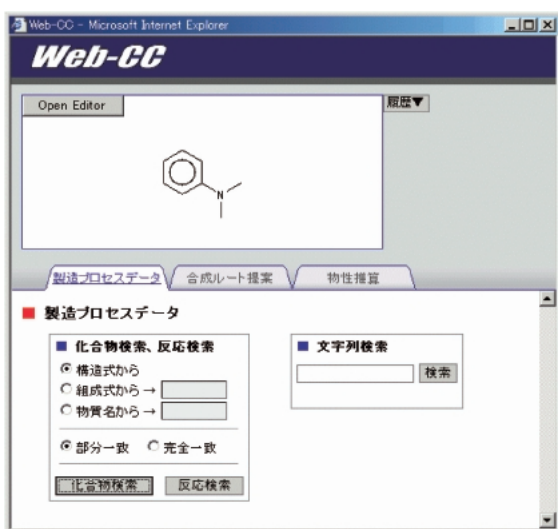 Web-CC - Microsoft Internet Explorer
Web-CC
Open Editor
履歴▼
N
製造プロセスデータ
合成ルート提案
物性推算
製造プロセスデータ
化合物検索、反応検索
構造式から
組成式から→
物質名から→
部分一致
完全一致
化合物検索
反応検索
文字列検索
検索